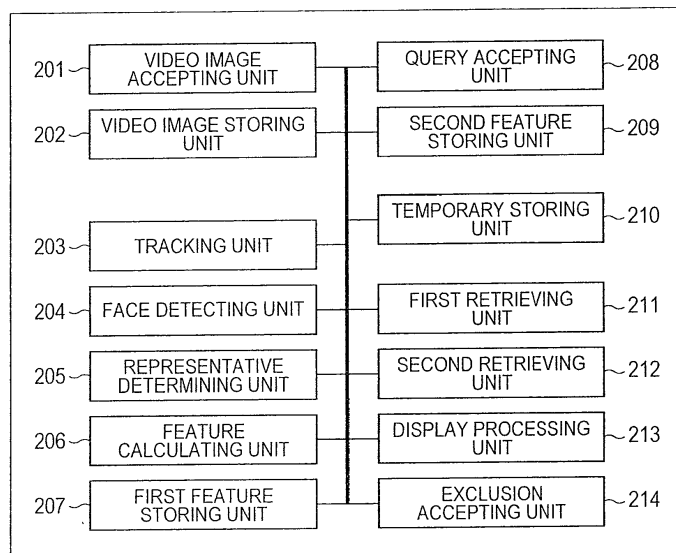 201
VIDEO IMAGE
ACCEPTING UNIT
202
VIDEO IMAGE STORING
UNIT
203
TRACKING UNIT
204
FACE DETECTING UNIT
205
REPRESENTATIVE
DETERMINING UNIT
206
FEATURE
CALCULATING UNIT
207
FIRST FEATURE
STORING UNIT
QUERY ACCEPTING
UNIT
208
SECOND FEATURE
STORING UNIT
209
TEMPORARY STORING
UNIT
210
FIRST RETRIEVING
UNIT
211
SECOND RETRIEVING
UNIT
212
DISPLAY PROCESSING
UNIT
213
EXCLUSION
ACCEPTING UNIT
214